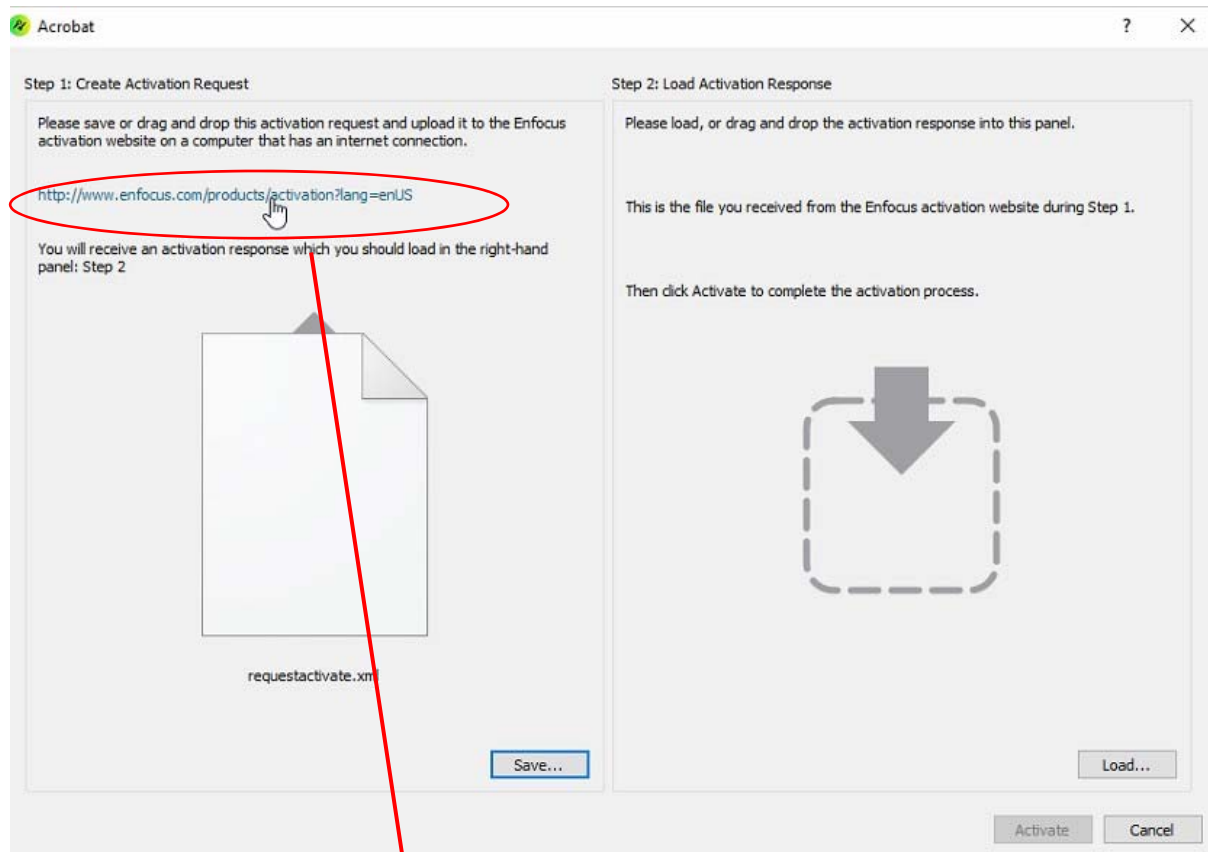 Acrobat
?
Step 1: Create Activation Request
Please save or drag and drop this activation request and upload it to the Enfocus
activation website on a computer that has an internet connection.
http://www.enfocus.com/products/activation?lang=enUS
You will receive an activation response which you should load in the right-hand
panel: Step 2
requestactivate.xml
Save...
Step 2: Load Activation Response
Please load, or drag and drop the activation response into this panel.
This is the file you received from the Enfocus activation website during Step 1.
Then click Activate to complete the activation process.
Load...
Activate
Cancel